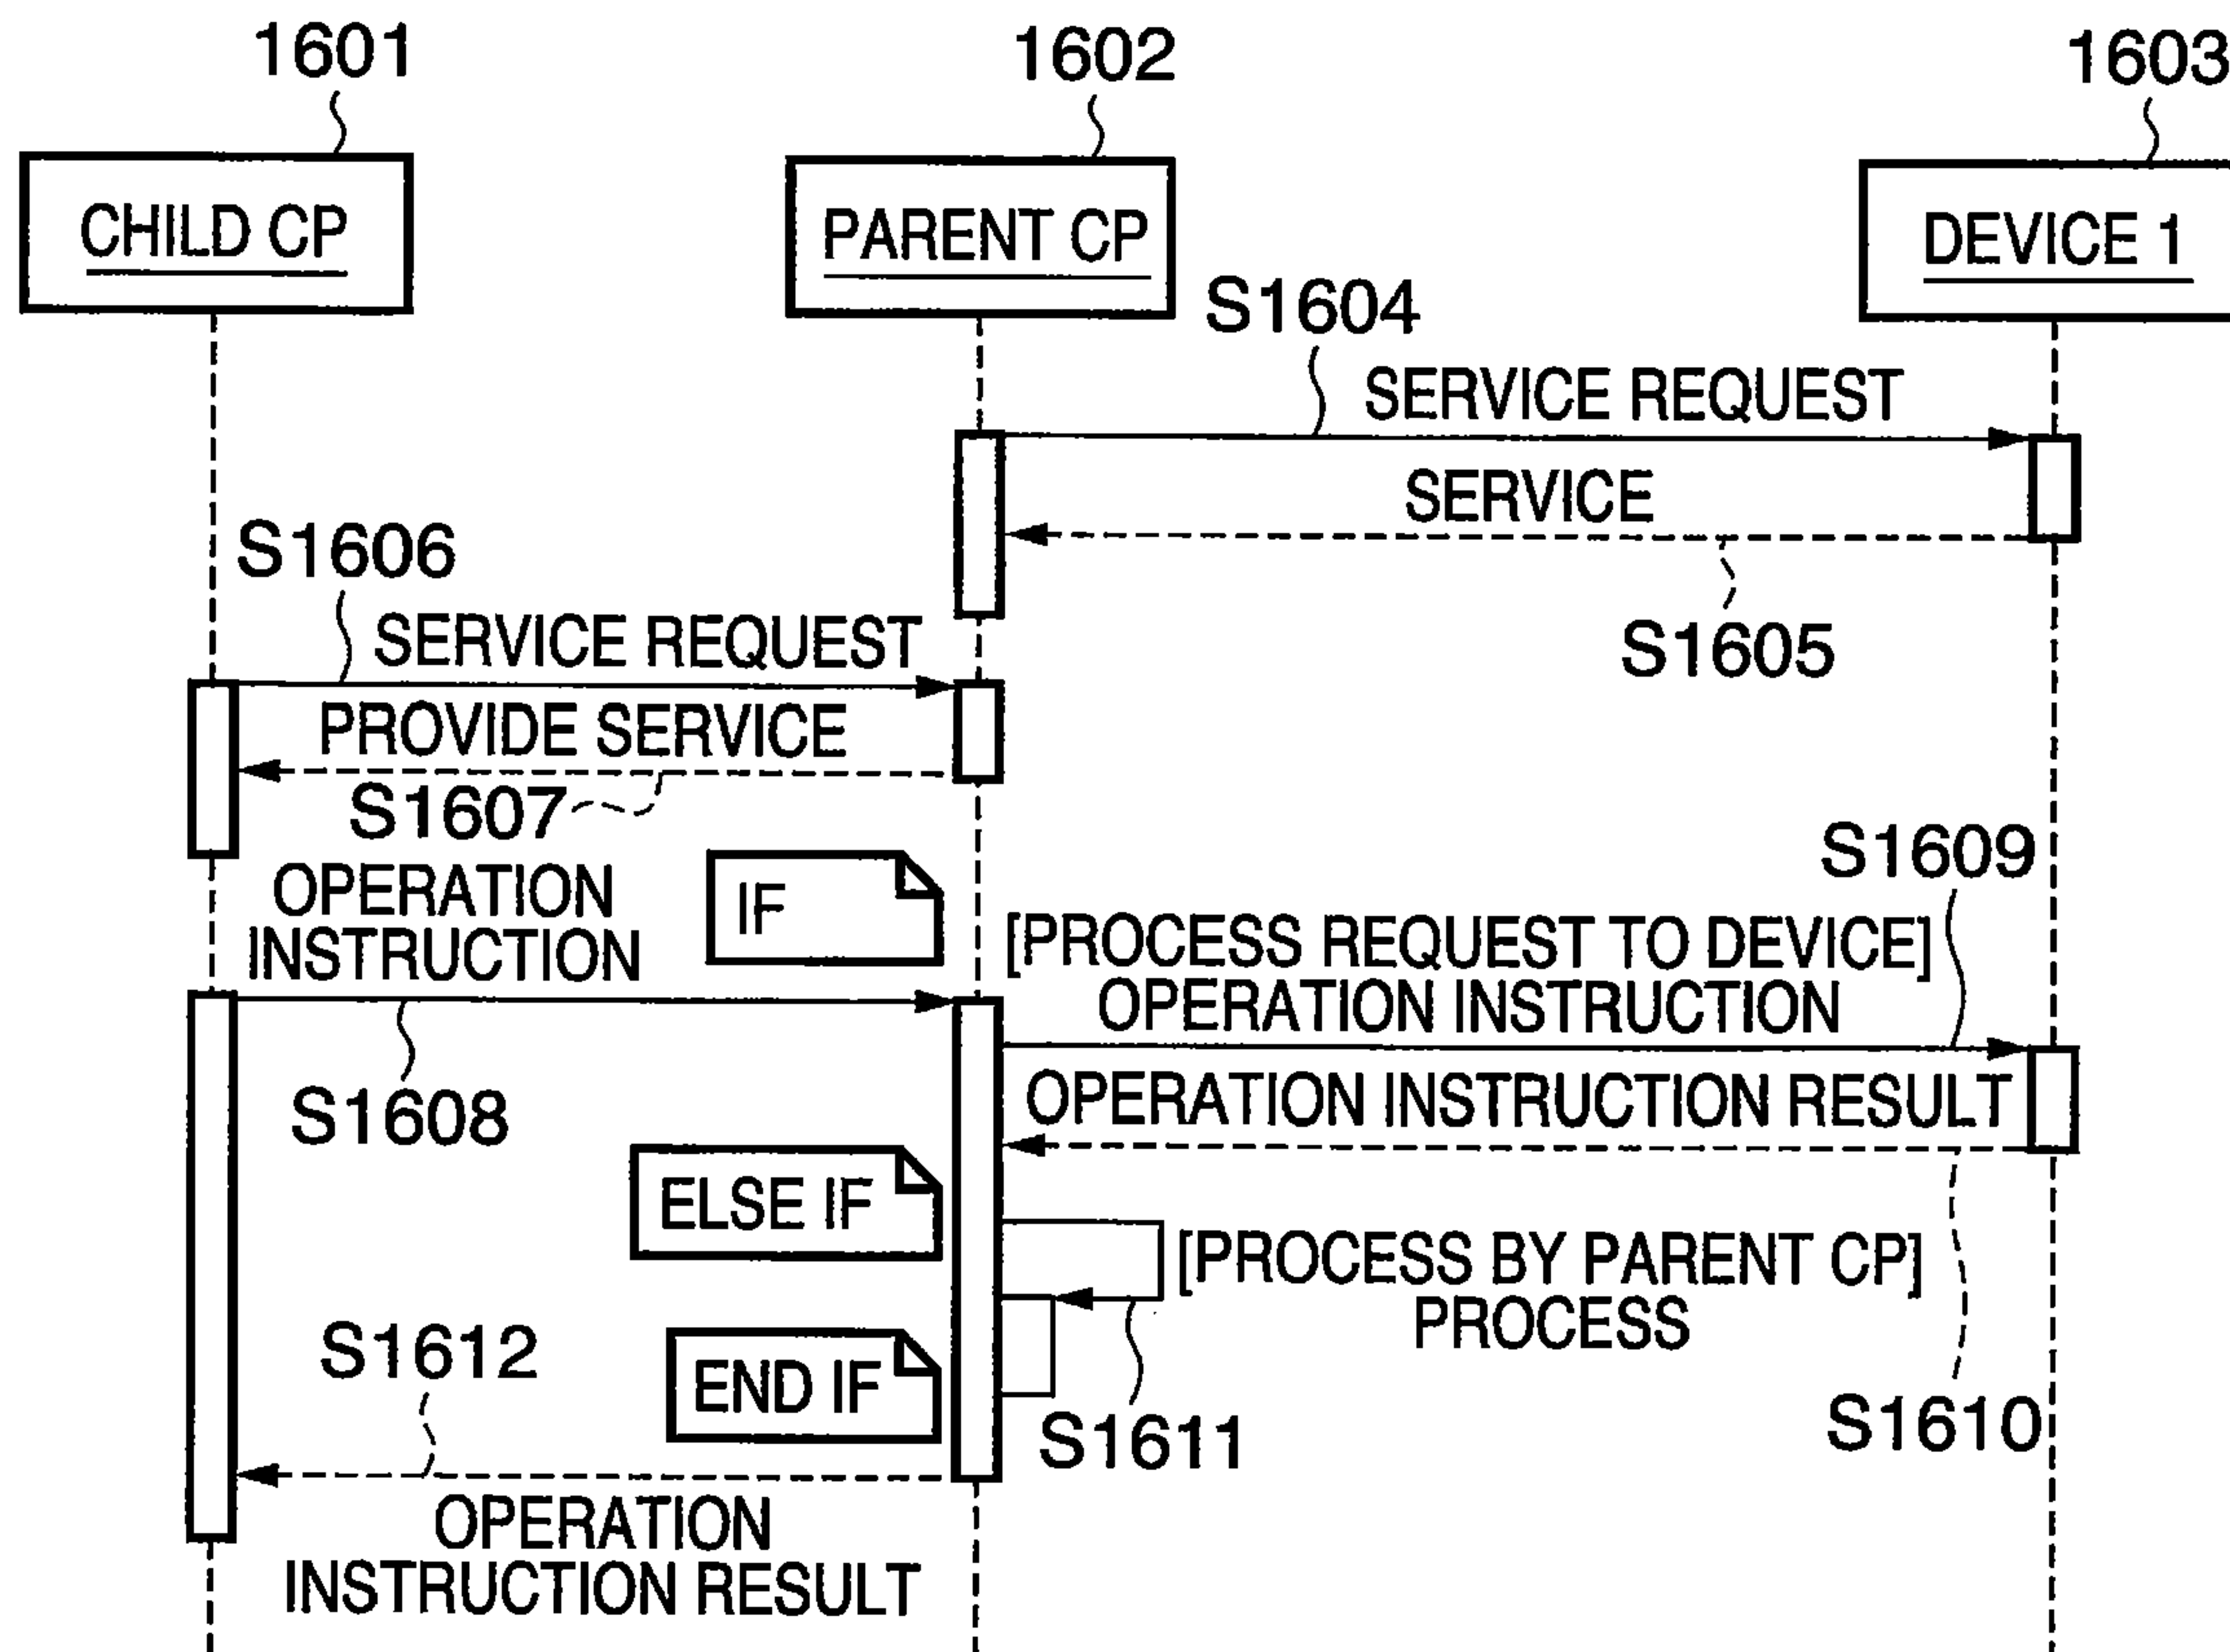 1601
1602
1603
CHILD CP
PARENT CP
DEVICE 1
S1604
SERVICE REQUEST
SERVICE
S1605
S1606
SERVICE REQUEST
PROVIDE SERVICE
S1607
OPERATION
INSTRUCTION
IF
S1609
[PROCESS REQUEST TO DEVICE]
OPERATION INSTRUCTION
S1608
OPERATION INSTRUCTION RESULT
ELSE IF
[PROCESS BY PARENT CP]
PROCESS
S1612
END IF
S1611
S1610
OPERATION
INSTRUCTION RESULT